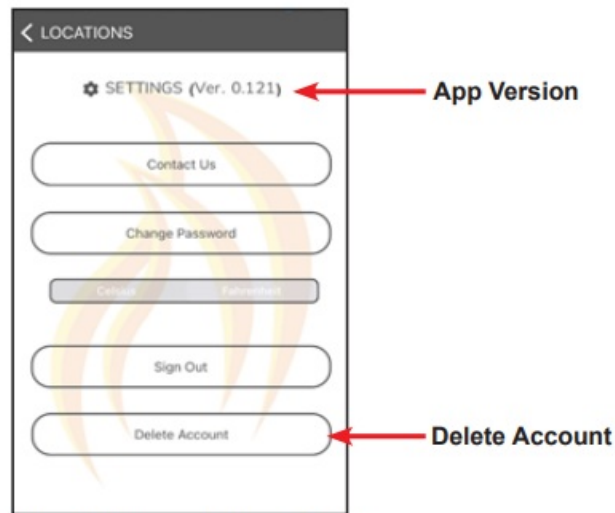 LOCATIONS
SETTINGS (Ver. 0.121)
App Version
Contact Us
Change Password
Celsius Fahrenheit
Sign Out
Delete Account
Delete Account